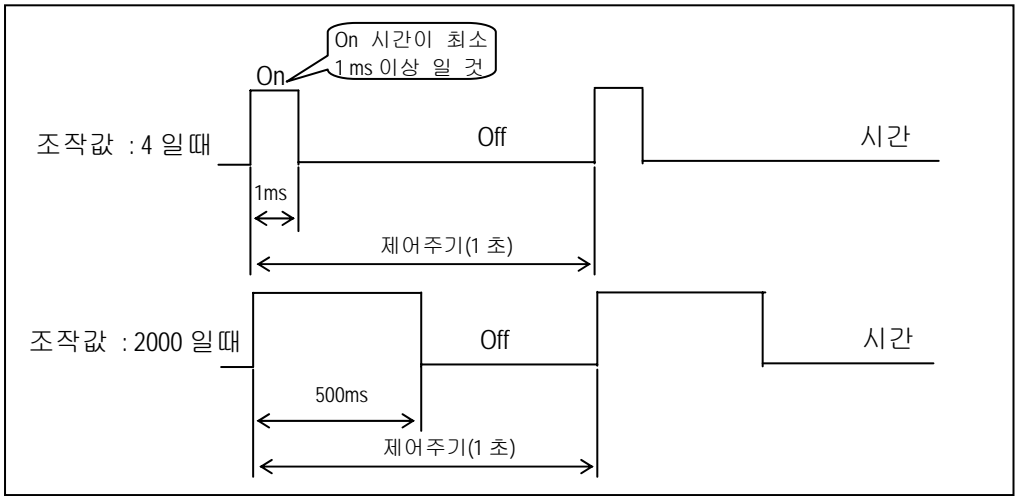 On 시간이 최소
1 ms 이상 일 것
On
조작값 : 4 일때
Off
시간
1ms
제어주기(1 초)
조작값 : 2000 일때
Off
시간
500ms
제어주기(1 초)